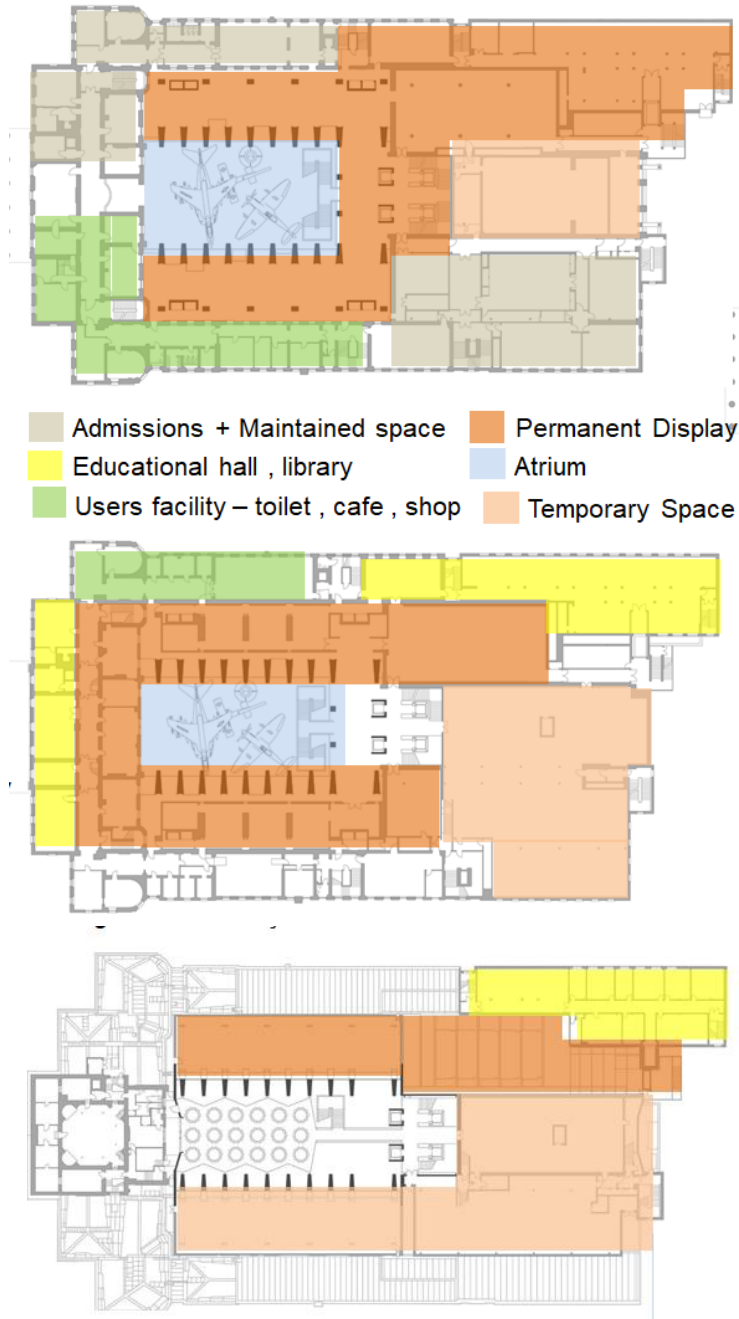 Admissions + Maintained space
Permanent Display
Educational hall , library
Atrium
Users facility – toilet , cafe , shop
Temporary Space